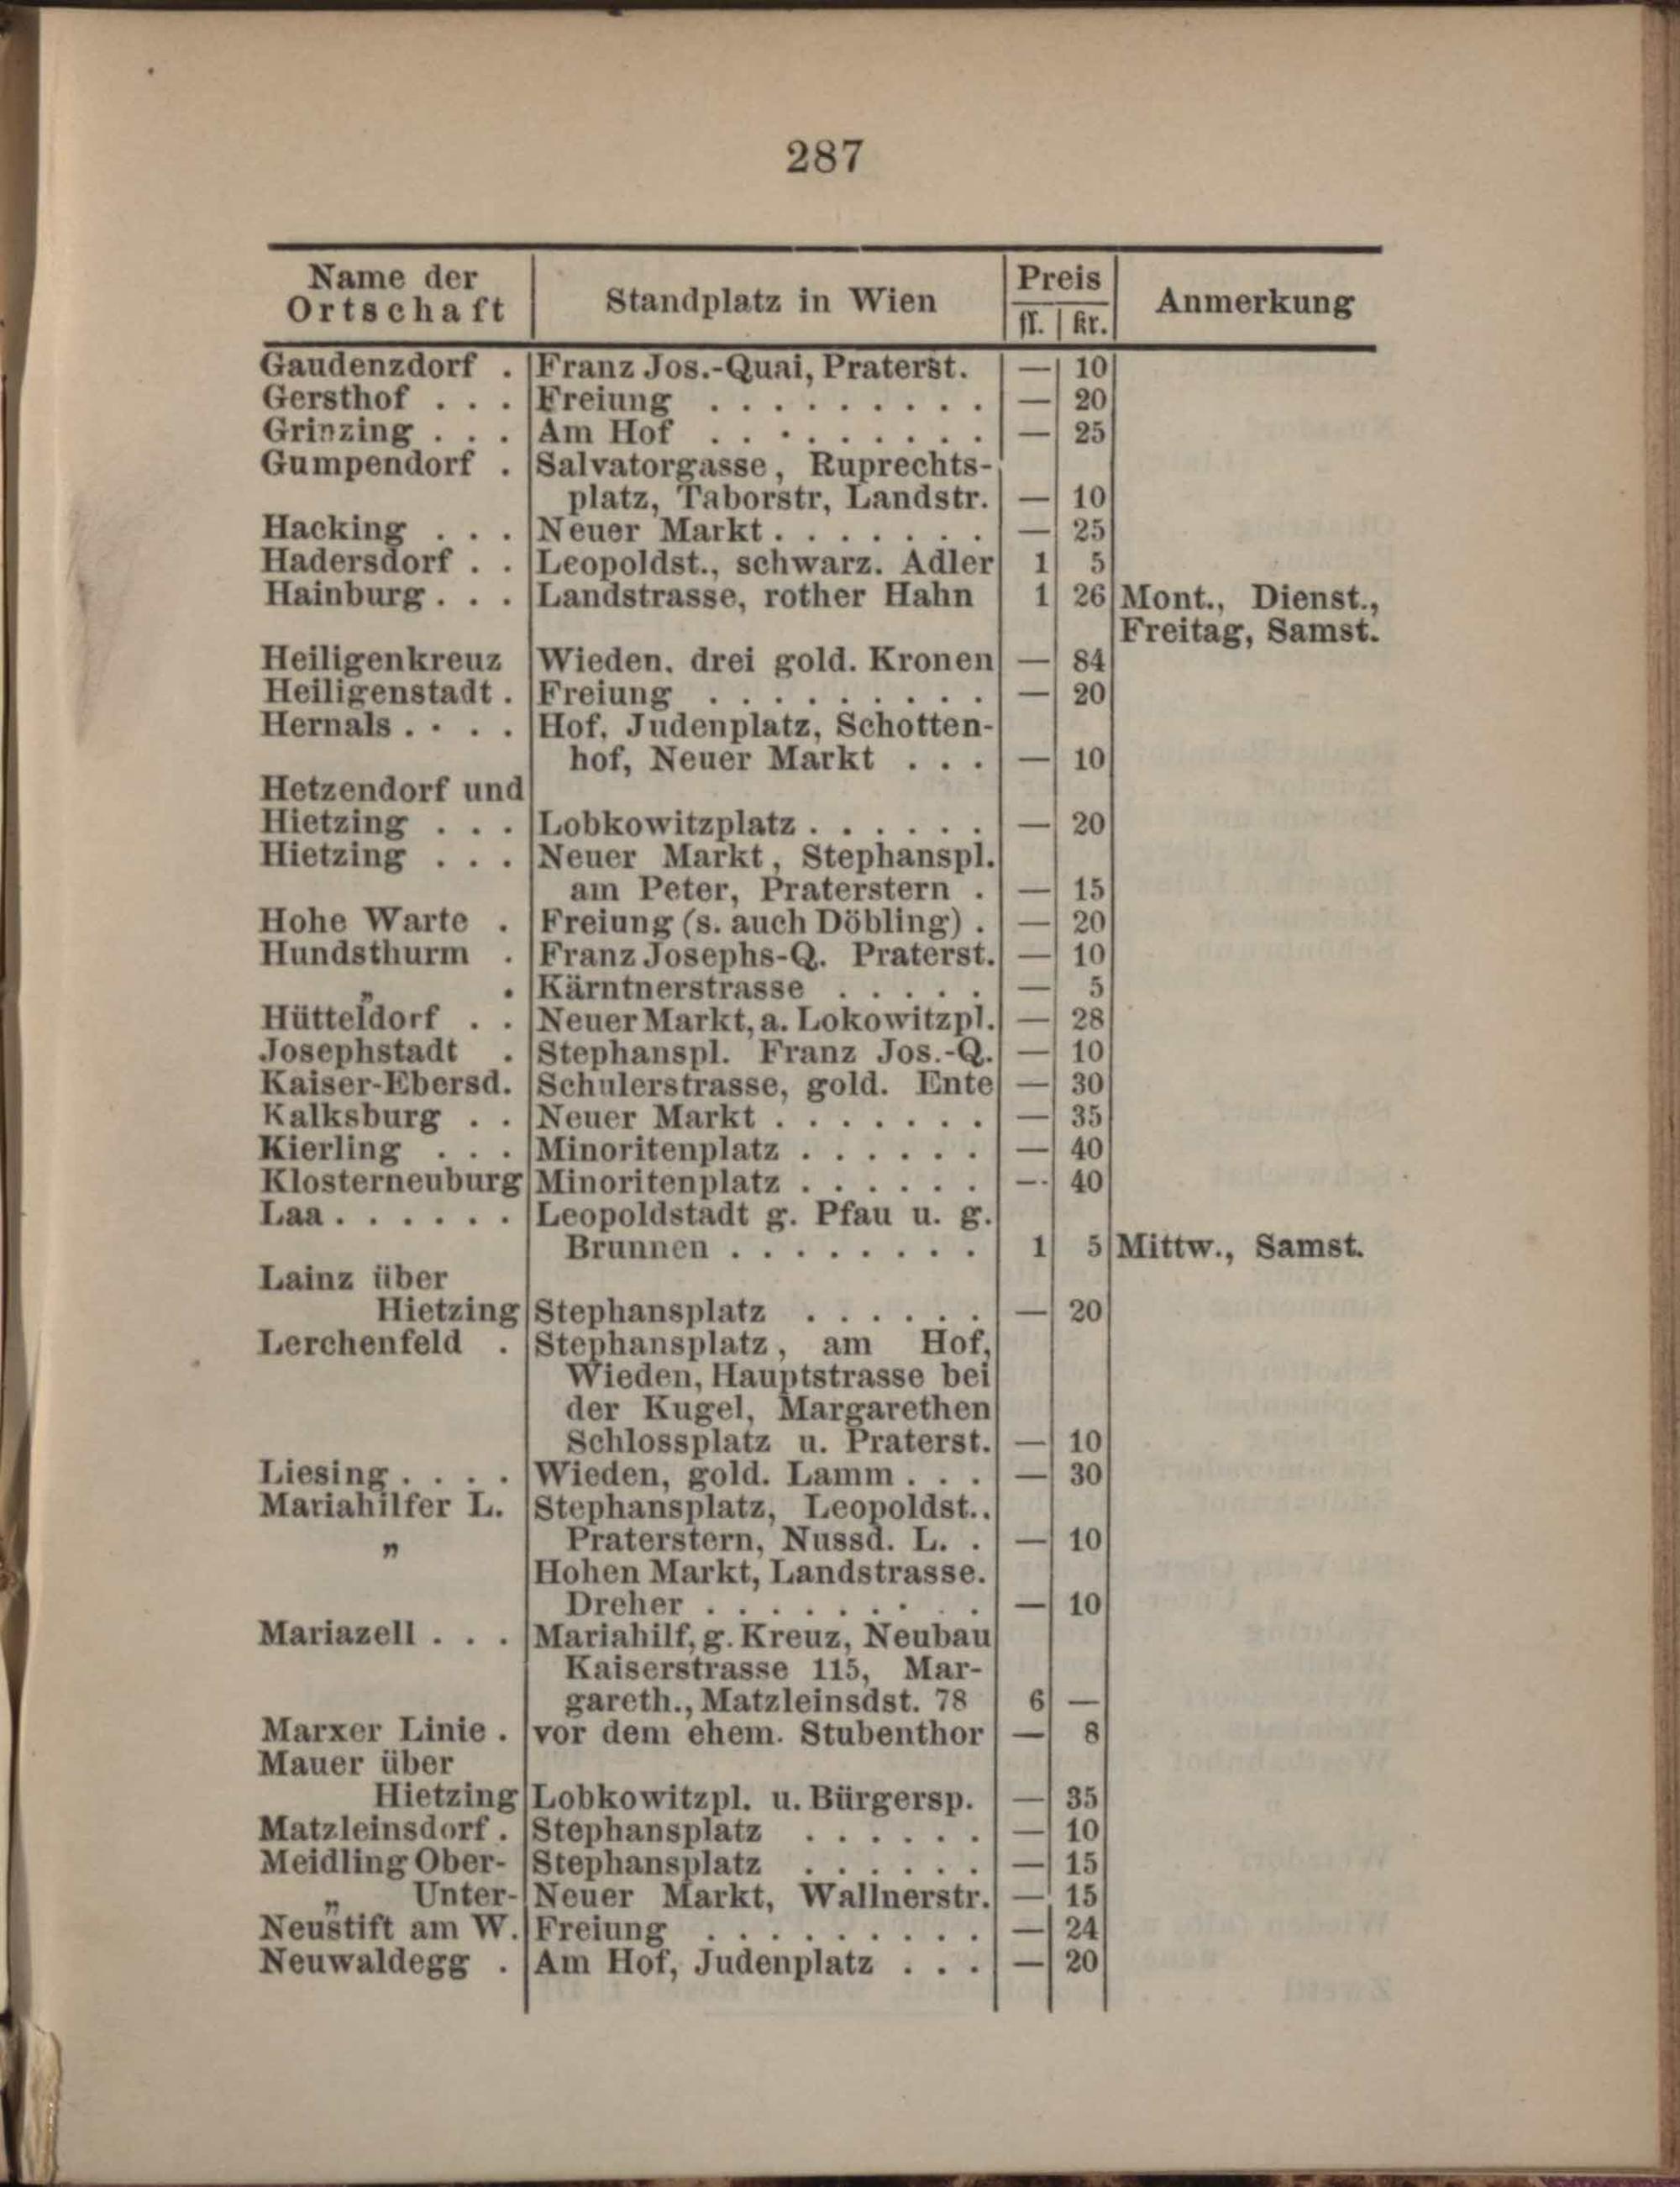 287
Name der Ortschaft | Standplatz in Wien | Preis fl. | kr. | Anmerkung
Gaudenzdorf . Franz Jos.-Quai, Praterst. — 10
Gersthof . . . Freiung . . . . . . . . . — 20
Grinzing . . . Am Hof . . . . . . . . . — 25
Gumpendorf . Salvatorgasse, Ruprechts-
platz, Taborstr, Landstr. — 10
Hacking . . . Neuer Markt . . . . . . . — 25
Hadersdorf . . Leopoldst., schwarz. Adler 1 5
Hainburg . . . Landstrasse, rother Hahn 1 26 Mont., Dienst.,
Freitag, Samst.
Heiligenkreuz Wieden. drei gold. Kronen — 84
Heiligenstadt . Freiung . . . . . . . . . — 20
Hernals . . . . Hof, Judenplatz, Schotten-
hof, Neuer Markt . . . — 10
Hetzendorf und
Hietzing . . . Lobkowitzplatz . . . . . . — 20
Hietzing . . . Neuer Markt, Stephanspl.
am Peter, Praterstern . — 15
Hohe Warte . Freiung (s. auch Döbling) . — 20
Hundsthurm . Franz Josephs-Q. Praterst. — 10
„ . Kärntnerstrasse . . . . . — 5
Hütteldorf . . Neuer Markt, a. Lokowitzpl. — 28
Josephstadt . Stephanspl. Franz Jos.-Q. — 10
Kaiser-Ebersd. Schulerstrasse, gold. Ente — 30
Kalksburg . . Neuer Markt . . . . . . . — 35
Kierling . . . Minoritenplatz . . . . . . — 40
Klosterneuburg Minoritenplatz . . . . . . — 40
Laa . . . . . . Leopoldstadt g. Pfau u. g.
Brunnen . . . . . . . . 1 5 Mittw., Samst.
Lainz über
Hietzing Stephansplatz . . . . . . — 20
Lerchenfeld . Stephansplatz, am Hof,
Wieden, Hauptstrasse bei
der Kugel, Margarethen
Schlossplatz u. Praterst. — 10
Liesing . . . . Wieden, gold. Lamm . . . — 30
Mariahilfer L. Stephansplatz, Leopoldst..
„ Praterstern, Nussd. L. . — 10
Hohen Markt, Landstrasse.
Dreher . . . . . . . . . — 10
Mariazell . . . Mariahilf, g. Kreuz, Neubau
Kaiserstrasse 115, Mar-
gareth., Matzleinsdst. 78 6 —
Marxer Linie . vor dem ehem. Stubenthor — 8
Mauer über
Hietzing Lobkowitzpl. u. Bürgersp. — 35
Matzleinsdorf . Stephansplatz . . . . . . — 10
Meidling Ober- Stephansplatz . . . . . . — 15
„ Unter- Neuer Markt, Wallnerstr. — 15
Neustift am W. Freiung . . . . . . . . . — 24
Neuwaldegg . Am Hof, Judenplatz . . . — 20